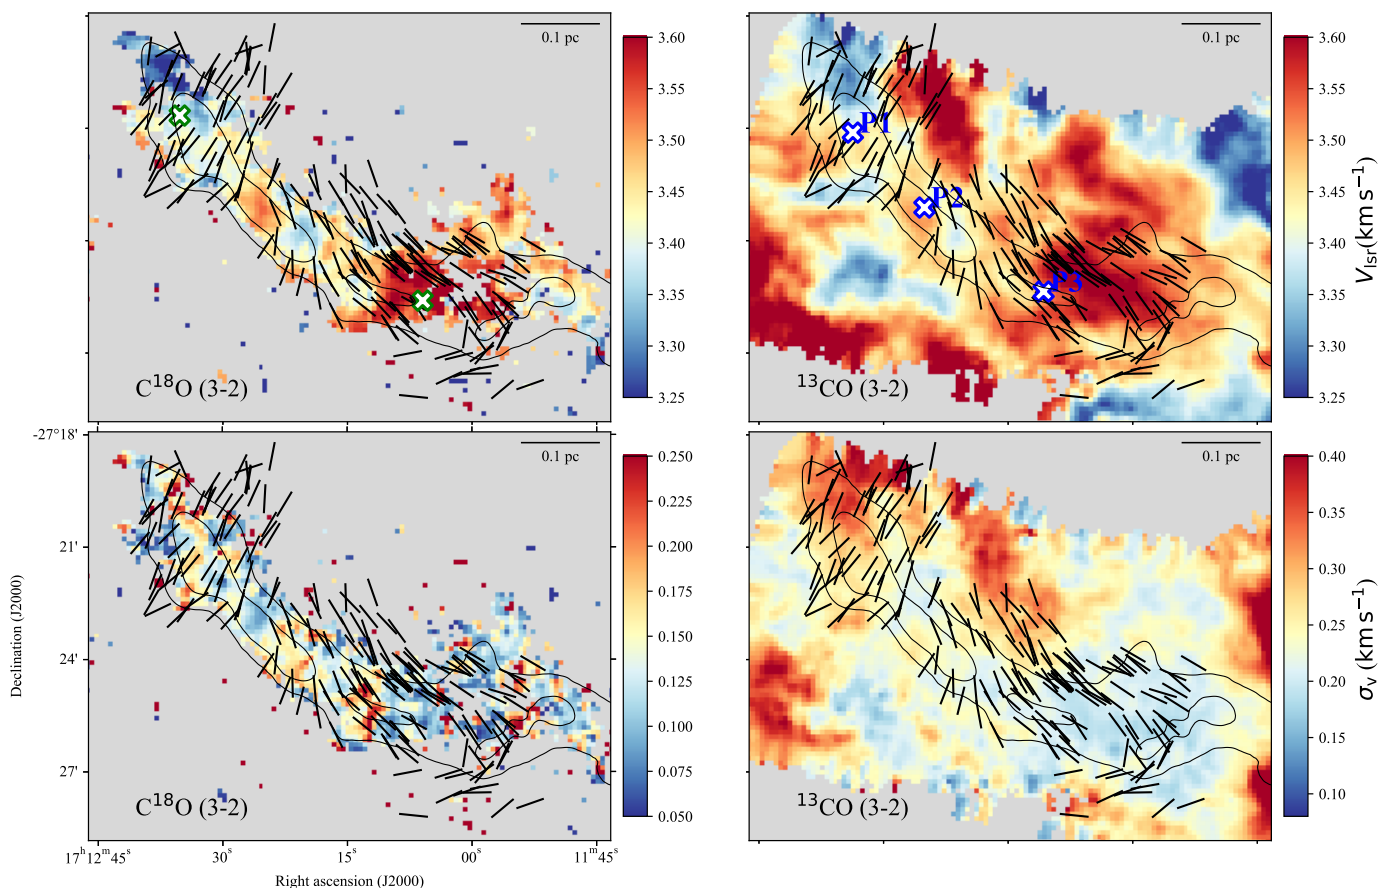 0.1 pc
C¹⁸O (3-2)
3.60
3.55
3.50
3.45
3.40
3.35
3.30
3.25
0.1 pc
P1
P2
P3
¹³CO (3-2)
3.60
3.55
3.50
3.45
3.40
3.35
3.30
3.25
V_lsr(km s⁻¹)
-27°18'
21'
24'
27'
Declination (J2000)
0.1 pc
C¹⁸O (3-2)
17ʰ12ᵐ45ˢ
30ˢ
15ˢ
00ˢ
11ᵐ45ˢ
Right ascension (J2000)
0.250
0.225
0.200
0.175
0.150
0.125
0.100
0.075
0.050
0.1 pc
¹³CO (3-2)
0.40
0.35
0.30
0.25
0.20
0.15
0.10
σ_v (km s⁻¹)